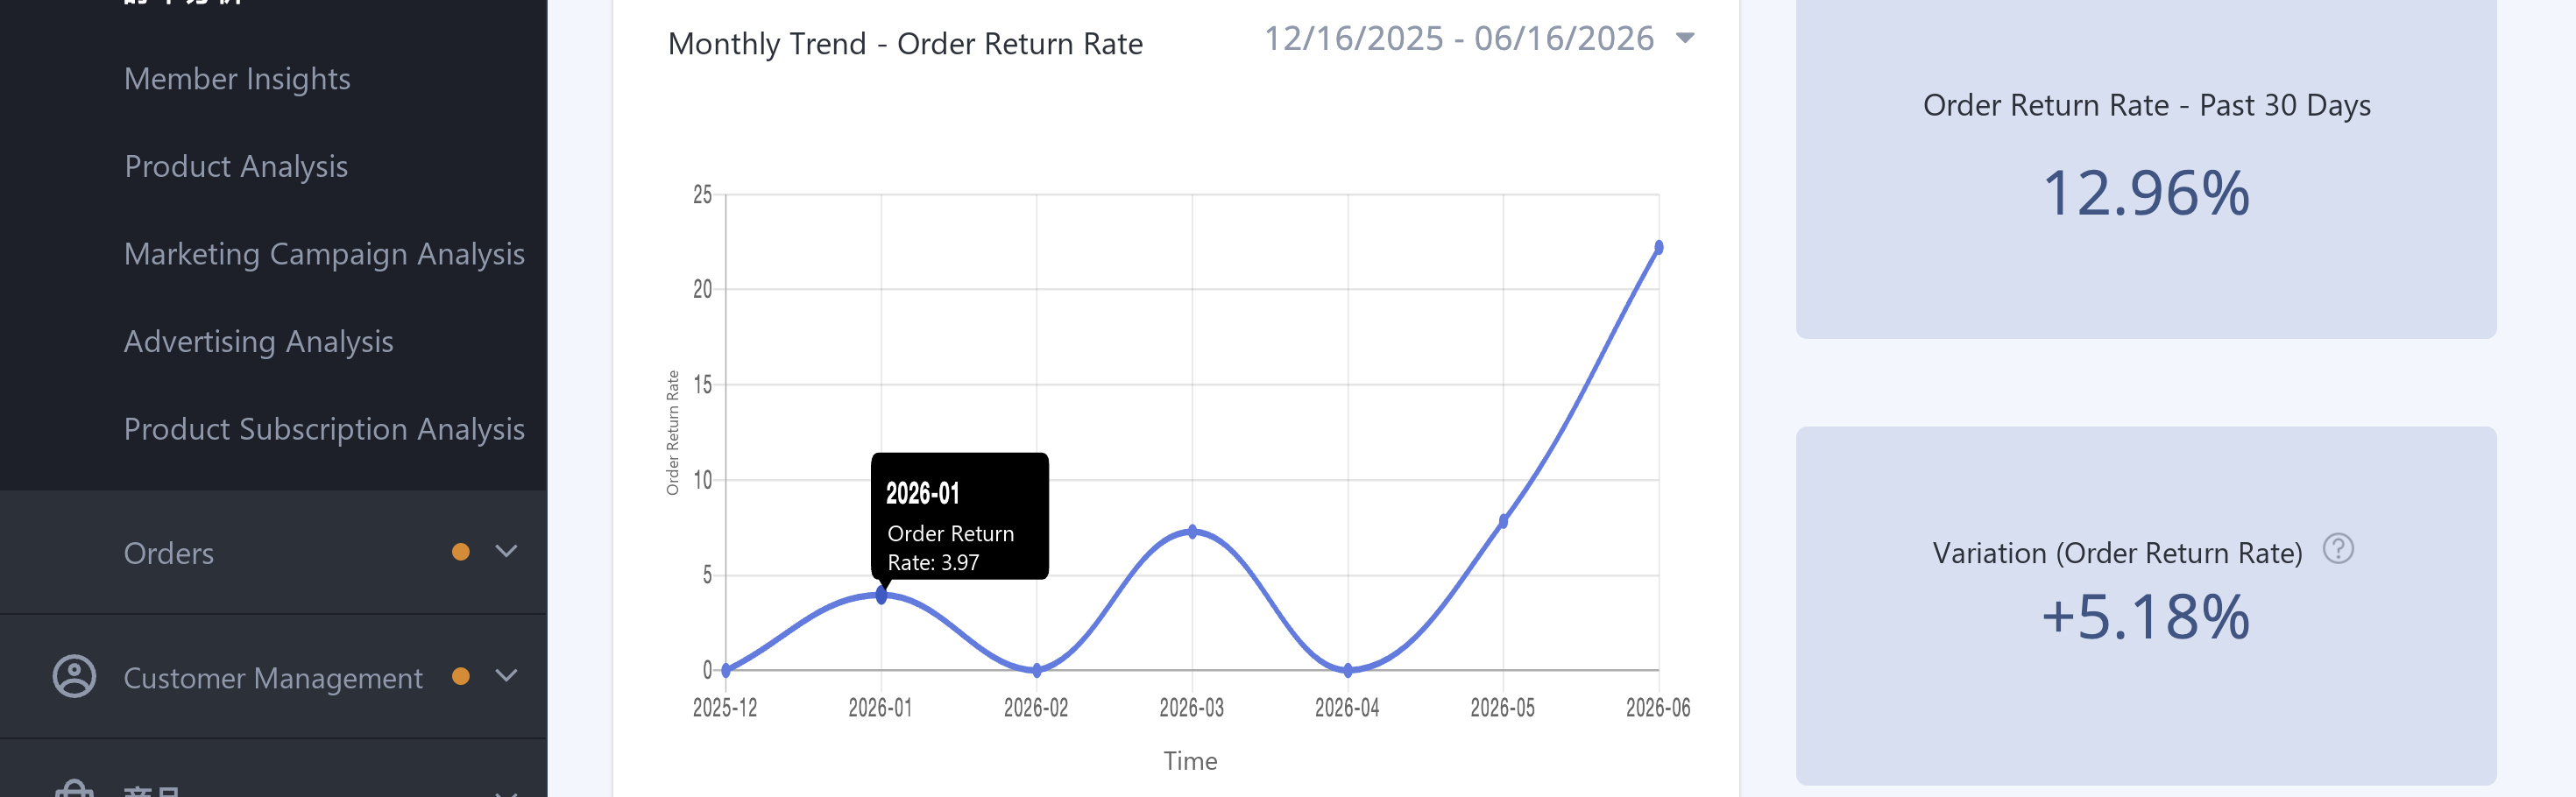 Member Insights
Product Analysis
Marketing Campaign Analysis
Advertising Analysis
Product Subscription Analysis
Orders
Customer Management
商品
Monthly Trend - Order Return Rate
12/16/2025 - 06/16/2026
25
20
15
10
5
0
Order Return Rate
2026-01
Order Return
Rate: 3.97
2025-12
2026-01
2026-02
2026-03
2026-04
2026-05
2026-06
Time
Order Return Rate - Past 30 Days
12.96%
Variation (Order Return Rate) ?
+5.18%